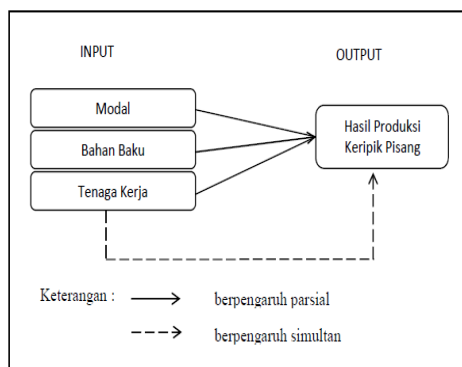 INPUT
OUTPUT
Modal
Bahan Baku
Tenaga Kerja
Hasil Produksi
Keripik Pisang
Keterangan :
berpengaruh parsial
berpengaruh simultan